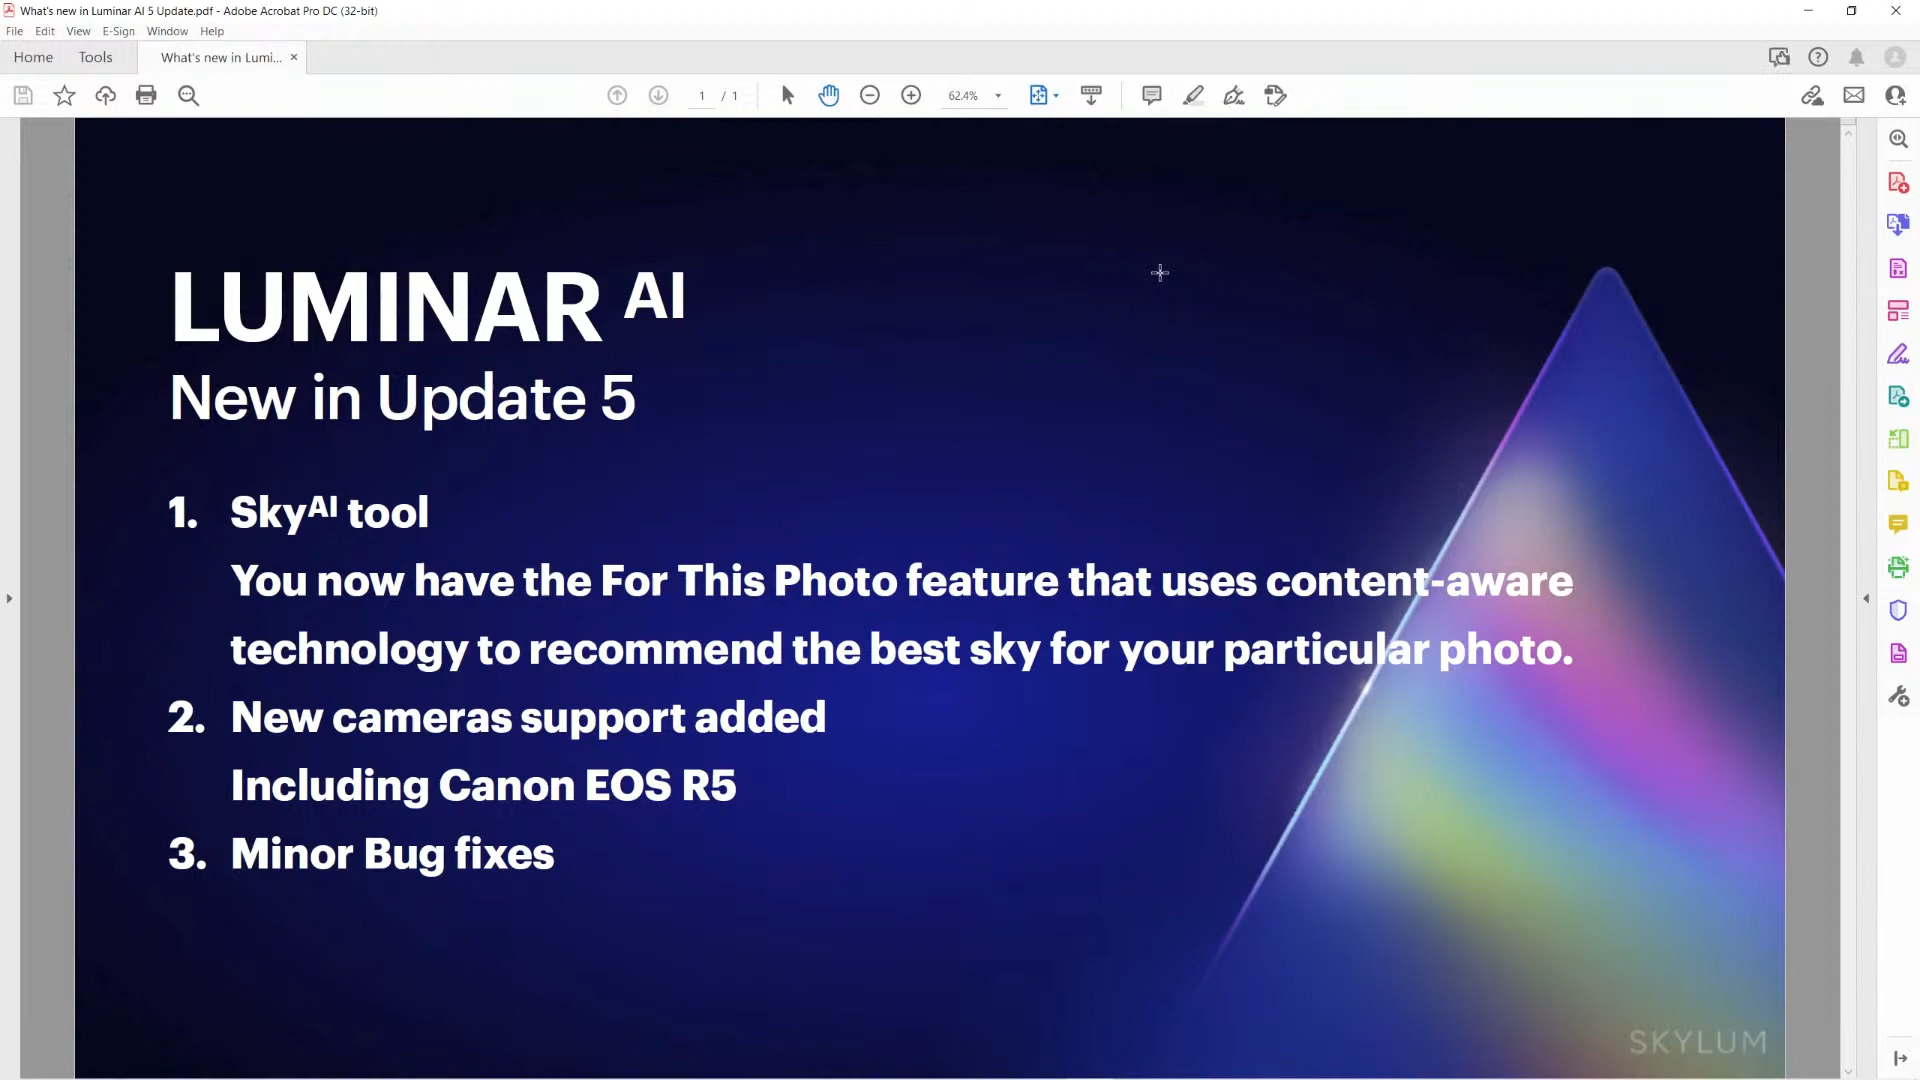 What's new in Luminar AI 5 Update.pdf - Adobe Acrobat Pro DC (32-bit)
File Edit View E-Sign Window Help
Home Tools What's new in Lumi... ×
1 / 1 62.4%
LUMINAR AI
New in Update 5
1. SkyAI tool
You now have the For This Photo feature that uses content-aware
technology to recommend the best sky for your particular photo.
2. New cameras support added
Including Canon EOS R5
3. Minor Bug fixes
SKYLUM